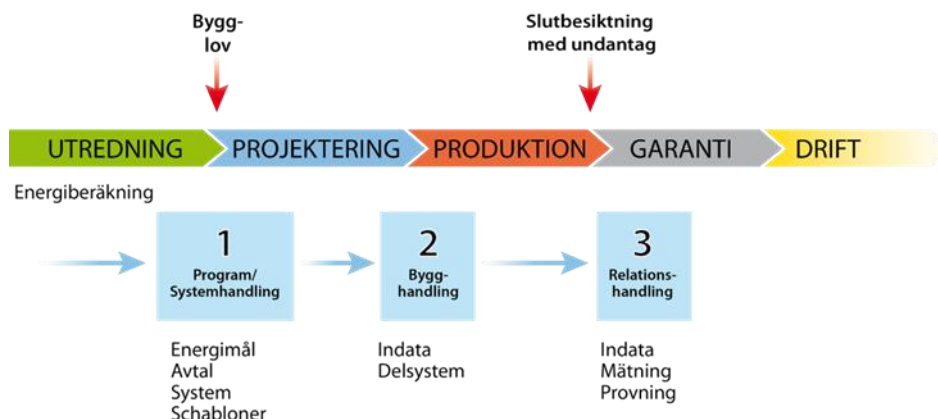 Bygg-
lov
Slutbesiktning
med undantag
UTREDNING
PROJEKTERING
PRODUKTION
GARANTI
DRIFT
Energiberäkning
1
Program/
Systemhandling
2
Bygg-
handling
3
Relations-
handling
Energimål
Avtal
System
Schabloner
Indata
Delsystem
Indata
Mätning
Provning